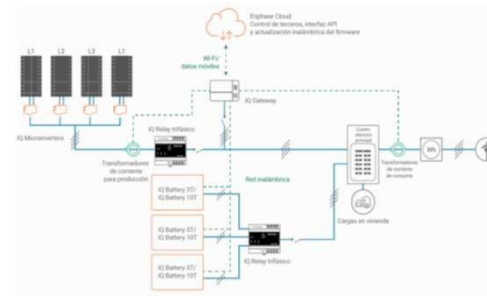 Enphase Cloud
Control de terceros, interfaz API
y actualización inalámbrica del firmware
Wi-Fi/
datos móviles
L1
L2
L3
L1
IQ Gateway
IQ Relay trifásico
Cuadro
eléctrico
principal
IQ Microinverters
Transformadores
de corriente
para producción
Transformadores
de corriente
de consumo
Red inalámbrica
IQ Battery 3T/
IQ Battery 10T
Cargas en vivienda
IQ Battery 3T/
IQ Battery 10T
IQ Battery 3T/
IQ Battery 10T
IQ Relay trifásico